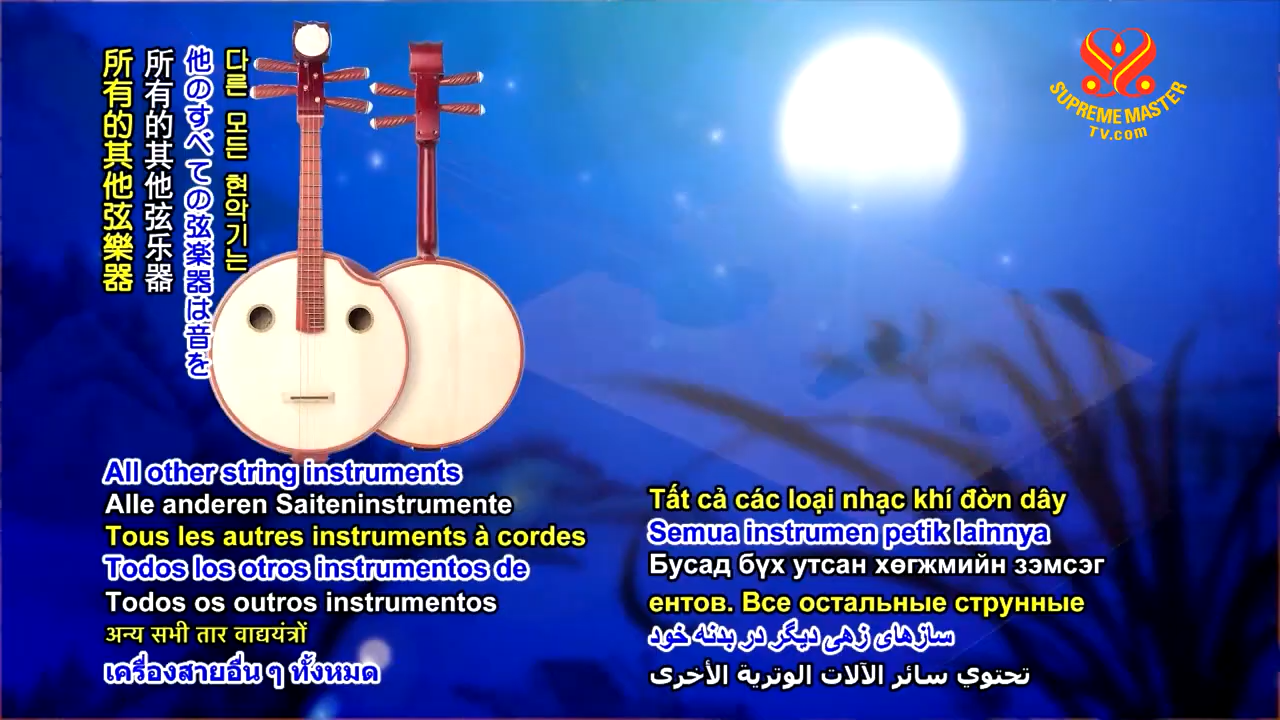 所有的其他弦樂器
所有的其他弦乐器
他のすべての弦楽器は音を
다른 모든 현악기는
SUPREME MASTER
TV.com
All other string instruments
Alle anderen Saiteninstrumente
Tous les autres instruments à cordes
Todos los otros instrumentos de
Todos os outros instrumentos
अन्य सभी तार वाद्ययंत्रों
เครื่องสายอื่น ๆ ทั้งหมด
Tất cả các loại nhạc khí đờn dây
Semua instrumen petik lainnya
Бусад бүх утсан хөгжмийн зэмсэг
ентов. Все остальные струнные
سازهای زهی دیگر در بدنه خود
تحتوي سائر الآلات الوترية الأخرى